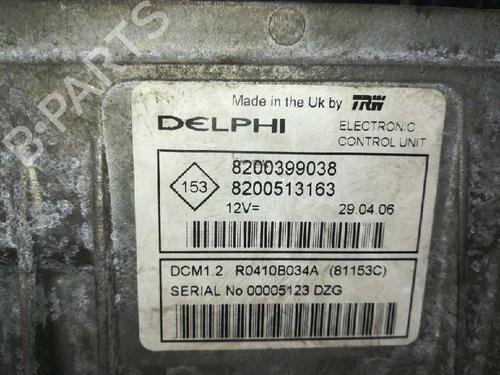 B-PARTS
Made in the Uk by TRW
DELPHI
ELECTRONIC
CONTROL UNIT
153
8200399038
8200513163
12V=
29.04.06
DCM1.2 R0410B034A (81153C)
SERIAL No 00005123 DZG